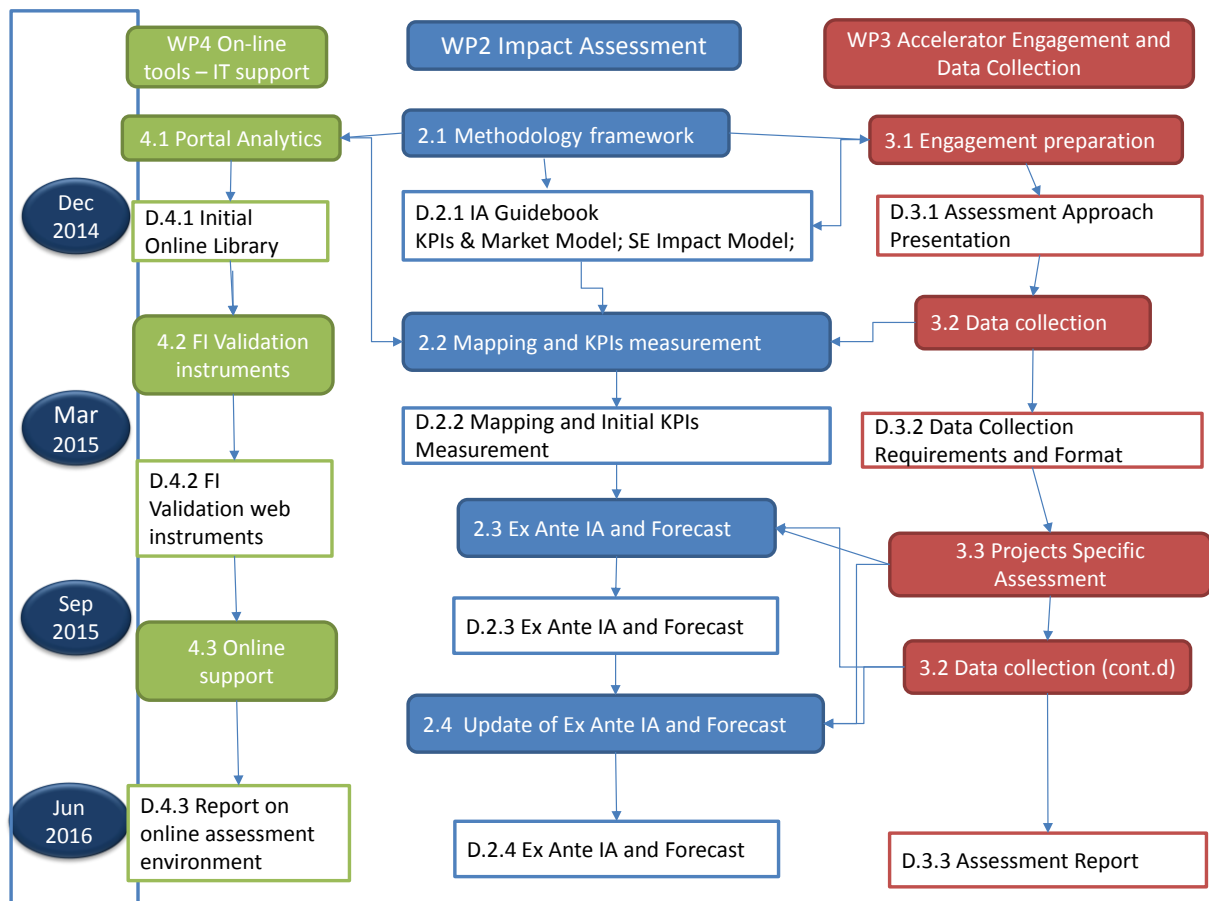 WP4 On-line
tools – IT support
WP2 Impact Assessment
WP3 Accelerator Engagement and
Data Collection
4.1 Portal Analytics
2.1 Methodology framework
3.1 Engagement preparation
Dec
2014
D.4.1 Initial
Online Library
D.2.1 IA Guidebook
KPIs & Market Model; SE Impact Model;
D.3.1 Assessment Approach
Presentation
4.2 FI Validation
instruments
2.2 Mapping and KPIs measurement
3.2 Data collection
Mar
2015
D.2.2 Mapping and Initial KPIs
Measurement
D.3.2 Data Collection
Requirements and Format
D.4.2 FI
Validation web
instruments
2.3 Ex Ante IA and Forecast
3.3 Projects Specific
Assessment
Sep
2015
D.2.3 Ex Ante IA and Forecast
4.3 Online
support
3.2 Data collection (cont.d)
2.4  Update of Ex Ante IA and Forecast
Jun
2016
D.4.3 Report on
online assessment
environment
D.2.4 Ex Ante IA and Forecast
D.3.3 Assessment Report